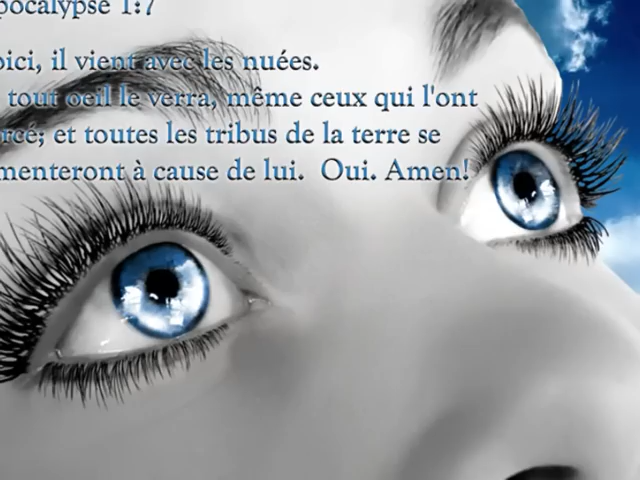 pocalypse 1:7
oici, il vient avec les nuées.
tout oeil le verra, même ceux qui l'ont
rcé; et toutes les tribus de la terre se
menteront à cause de lui. Oui. Amen!